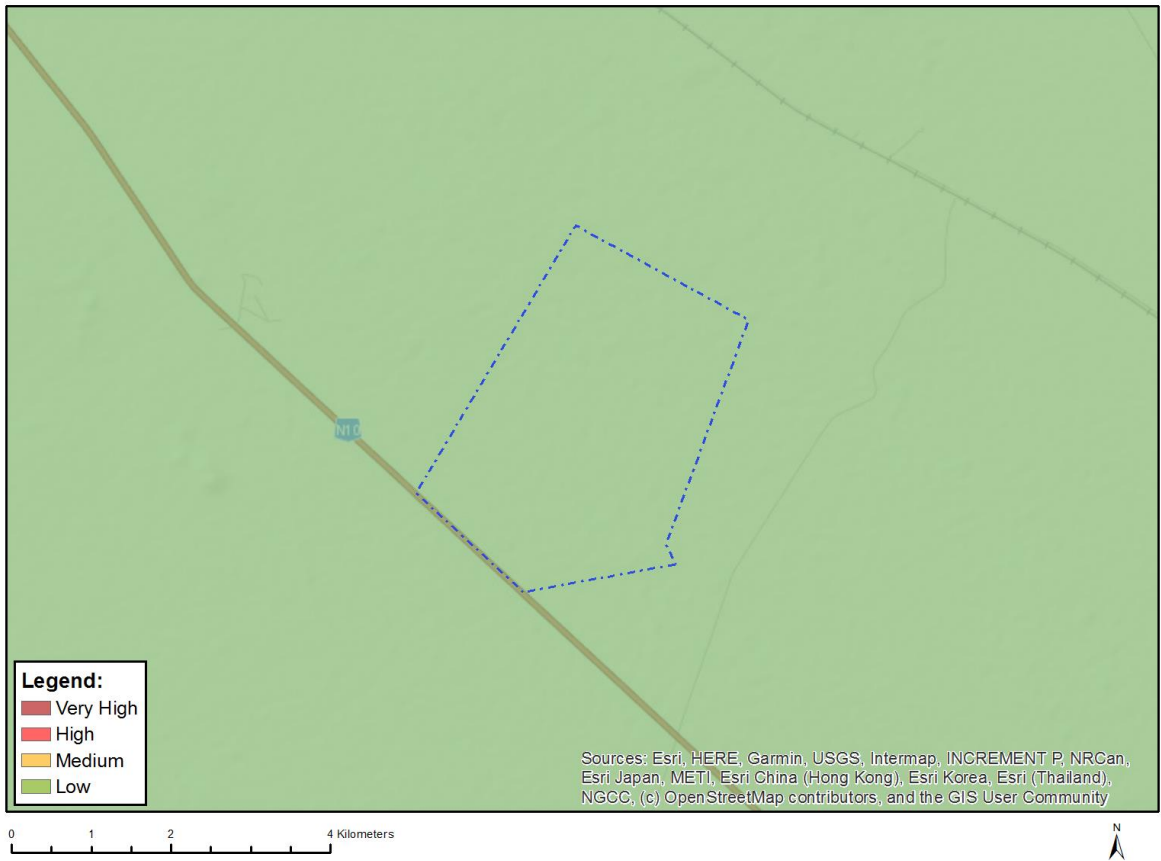 N10
Legend:
Very High
High
Medium
Low
Sources: Esri, HERE, Garmin, USGS, Intermap, INCREMENT P, NRCan,
Esri Japan, METI, Esri China (Hong Kong), Esri Korea, Esri (Thailand),
NGCC, (c) OpenStreetMap contributors, and the GIS User Community
0 1 2 4 Kilometers
N